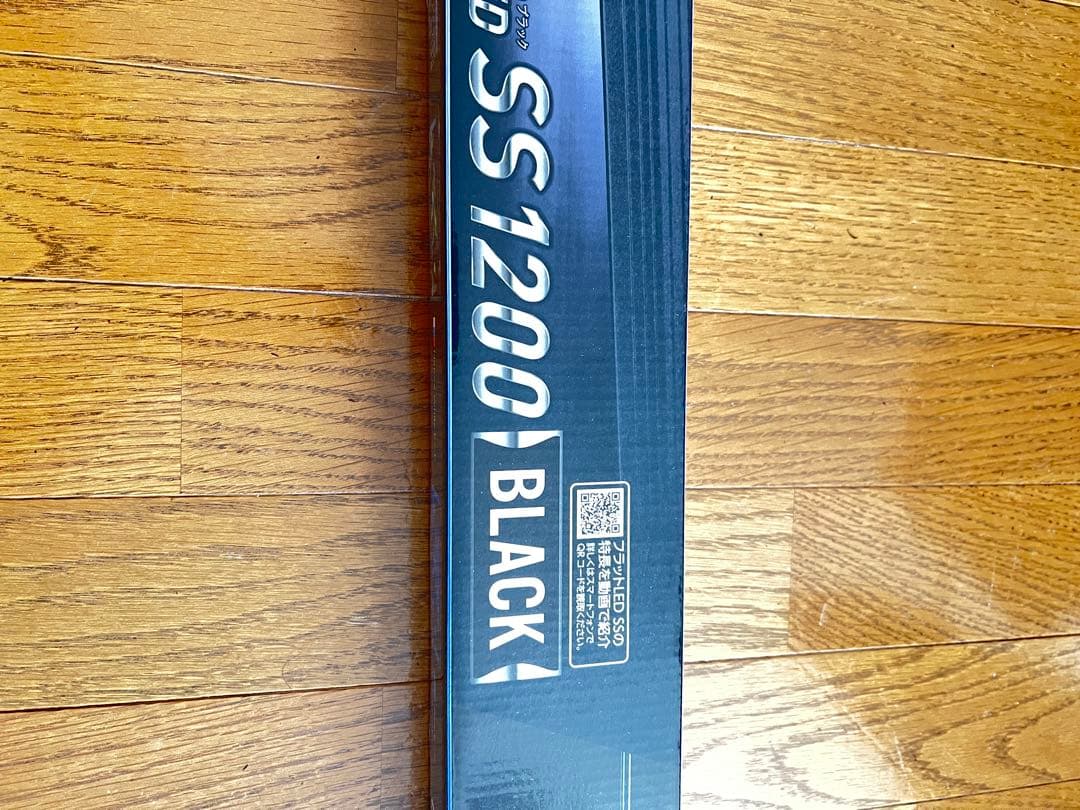 ブラック
ED SS 1200
BLACK
フラットLED SSの
特長を動画で紹介
詳しくはスマートフォンで
QRコードを読取ください。